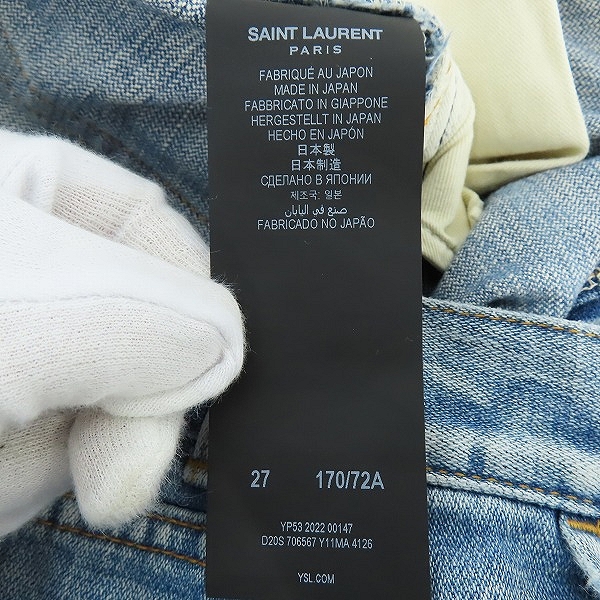 SAINT LAURENT
PARIS
FABRIQUÉ AU JAPON
MADE IN JAPAN
FABBRICATO IN GIAPPONE
HERGESTELLT IN JAPAN
HECHO EN JAPÓN
日本製
日本制造
СДЕЛАНО В ЯПОНИИ
제조국: 일본
صنع في اليابان
FABRICADO NO JAPÃO
27 170/72A
YP53 2022 00147
D20S 706567 Y11MA 4126
YSL.COM